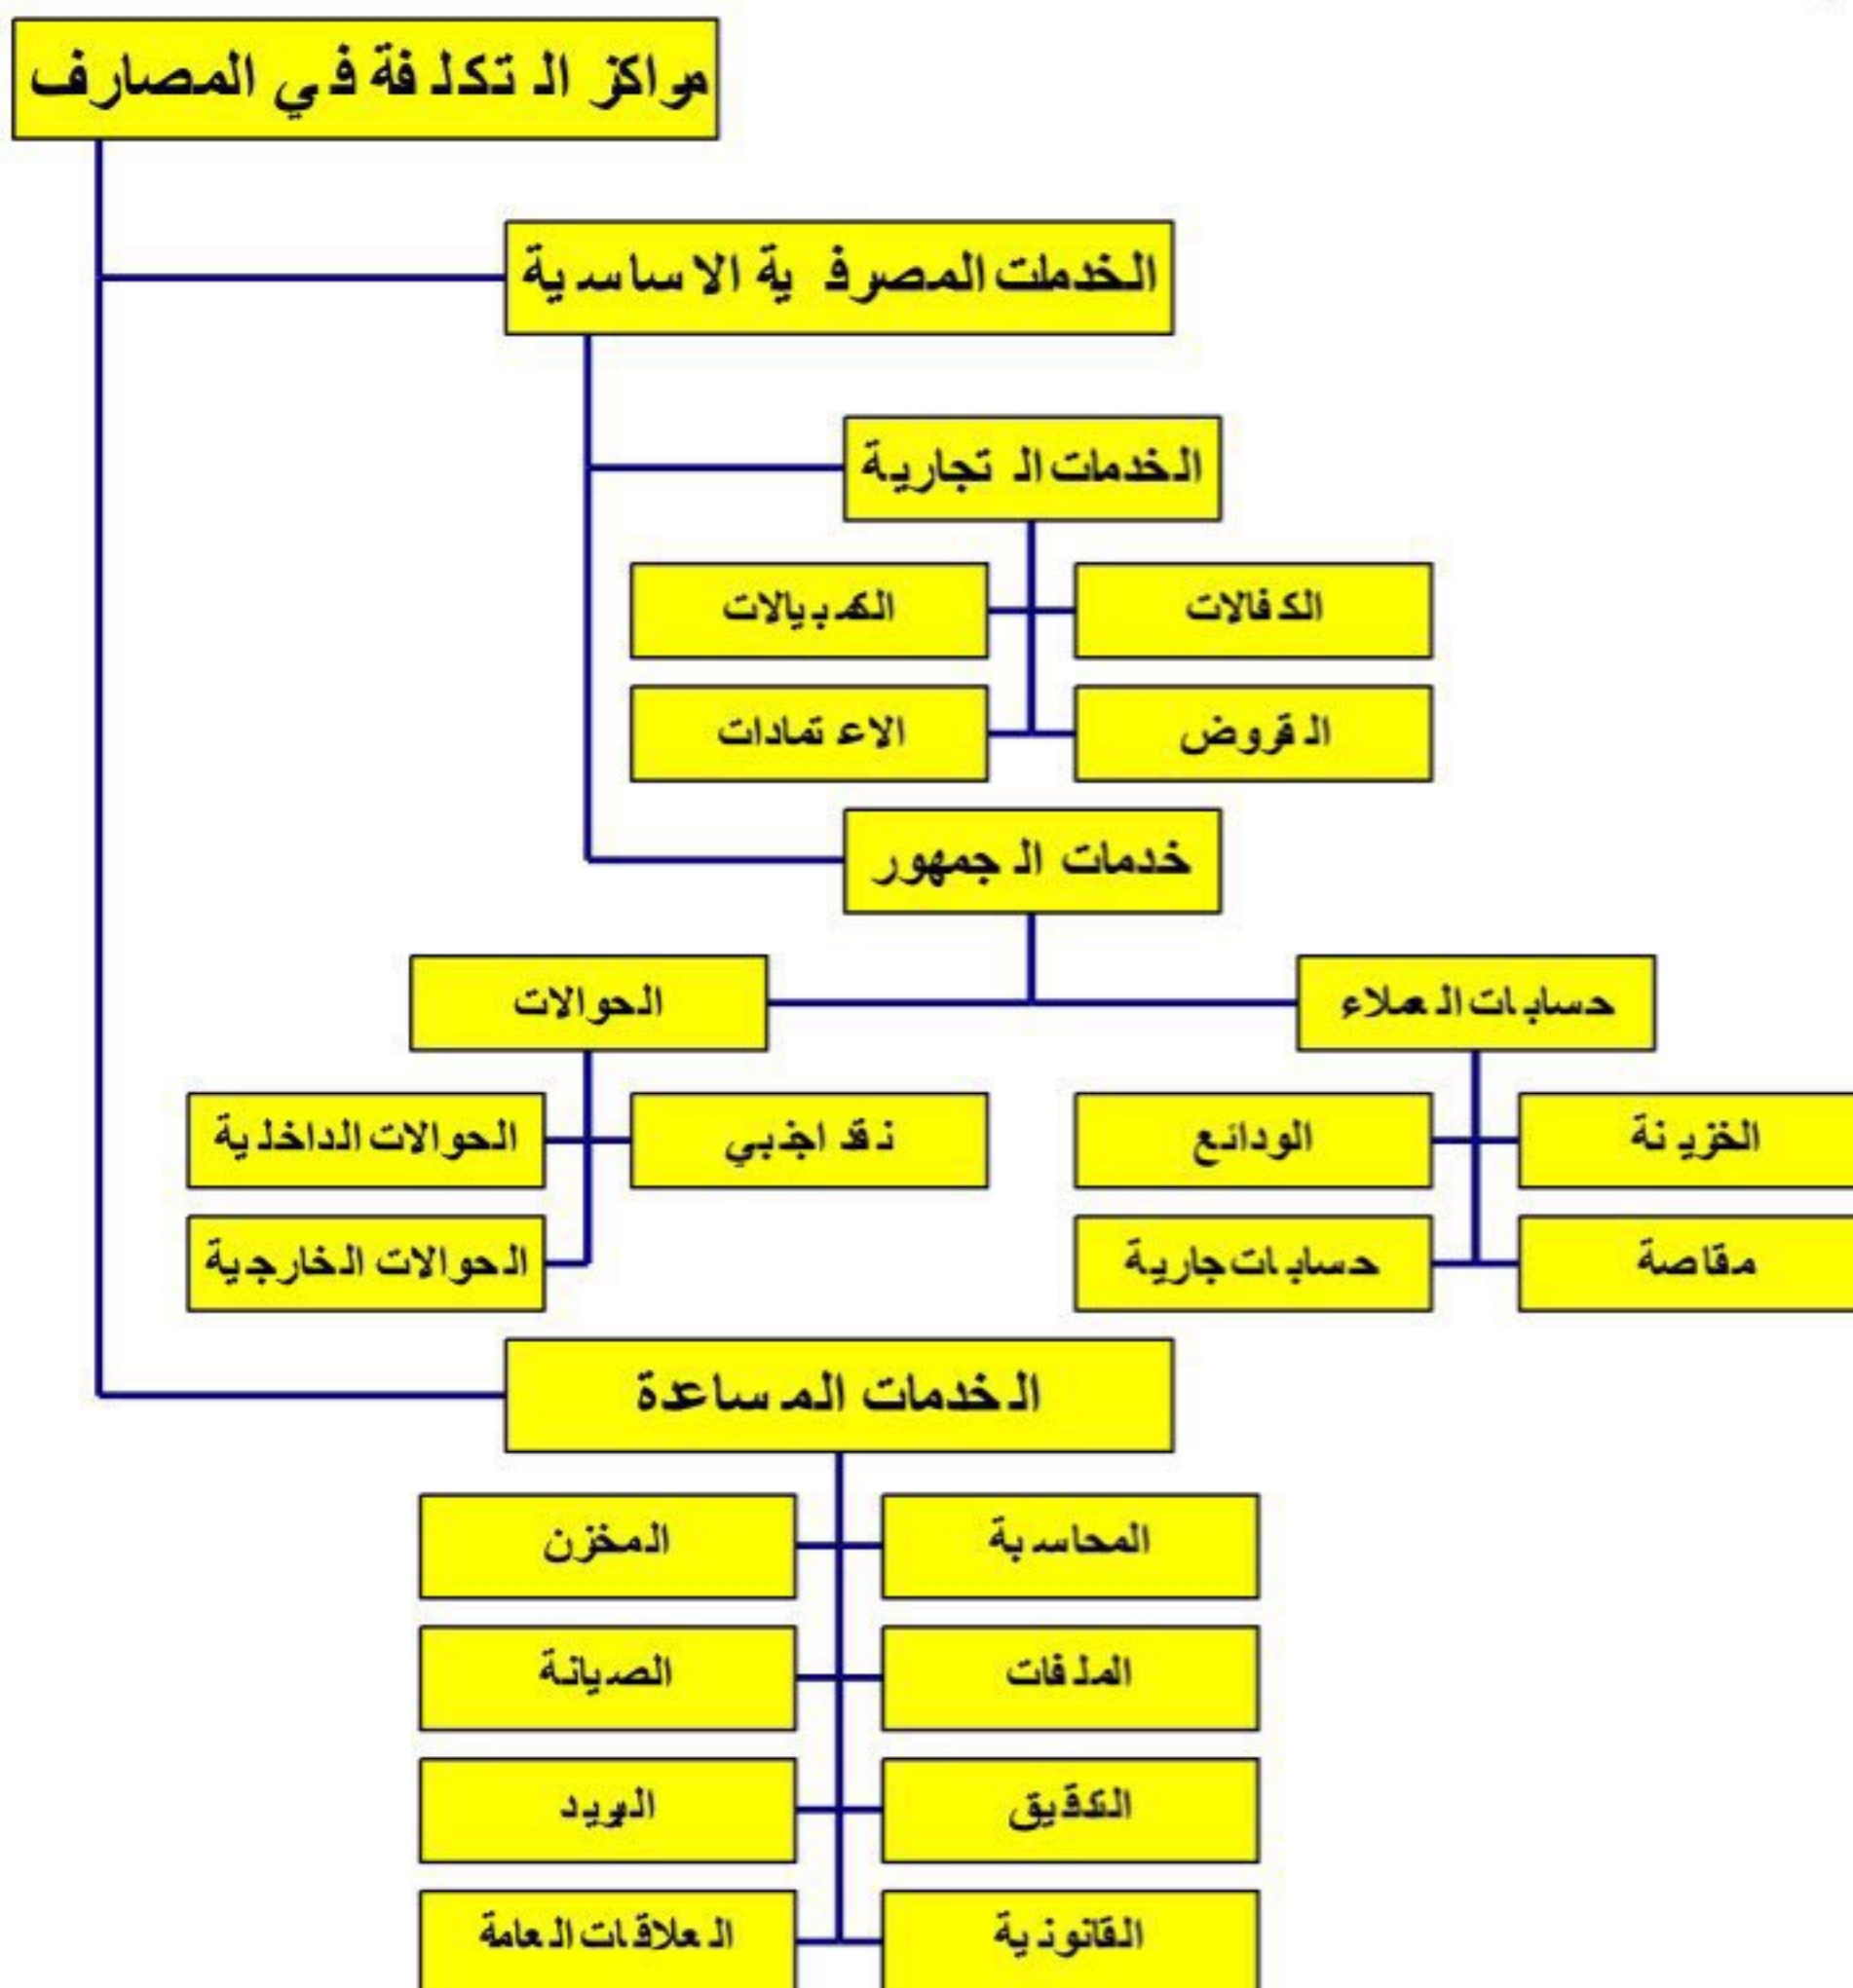 مراكز التكلفة في المصارف
الخدمات المصرفية الاساسية
الخدمات التجارية
الكفالات
الكمبيالات
القروض
الاعتمادات
خدمات الجمهور
حسابات العملاء
الحوالات
الخزينة
الودائع
نقد اجنبي
الحوالات الداخلية
مقاصة
حسابات جارية
الحوالات الخارجية
الخدمات المساعدة
المحاسبة
المخزن
الملفات
الصيانة
التدقيق
البريد
القانونية
العلاقات العامة